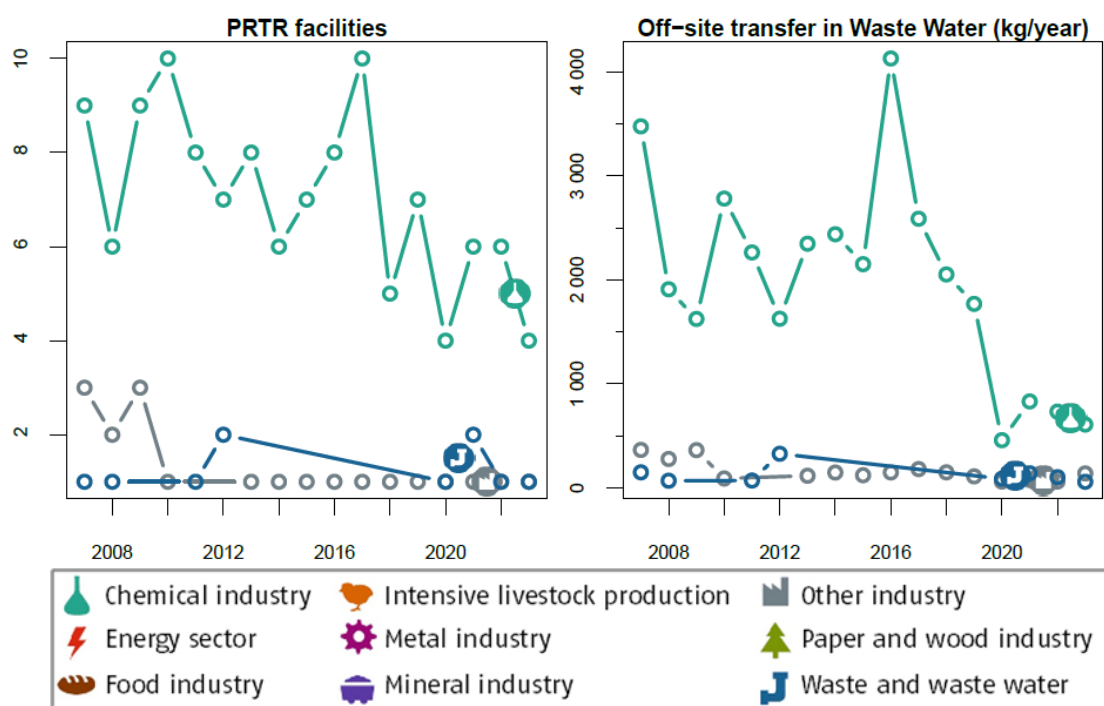 PRTR facilities
10
8
6
4
2
2008 2012 2016 2020
Off−site transfer in Waste Water (kg/year)
4 000
3 000
2 000
1 000
0
2008 2012 2016 2020
Chemical industry Intensive livestock production Other industry
Energy sector Metal industry Paper and wood industry
Food industry Mineral industry Waste and waste water